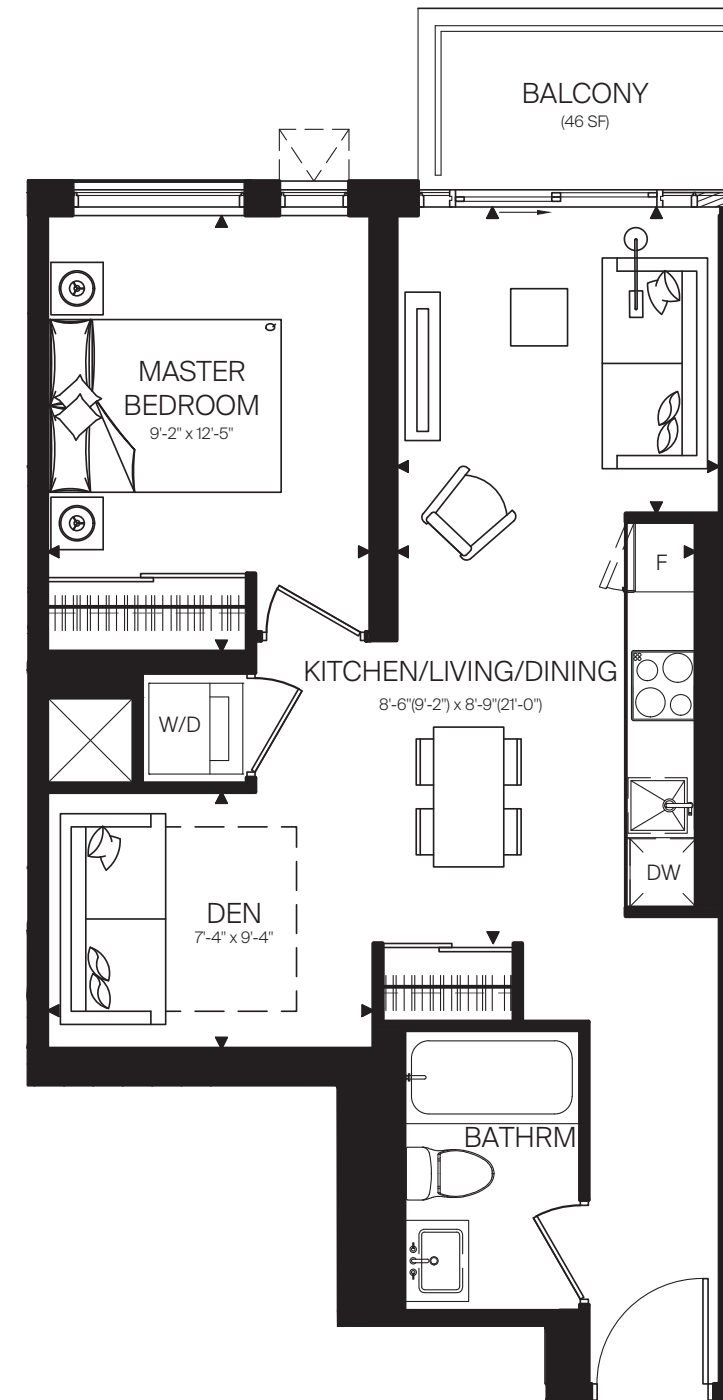 BALCONY
(46 SF)
MASTER
BEDROOM
9'-2" x 12'-5"
F
KITCHEN/LIVING/DINING
8'-6"(9'-2") x 8'-9"(21'-0")
W/D
DW
DEN
7'-4" x 9'-4"
BATHRM